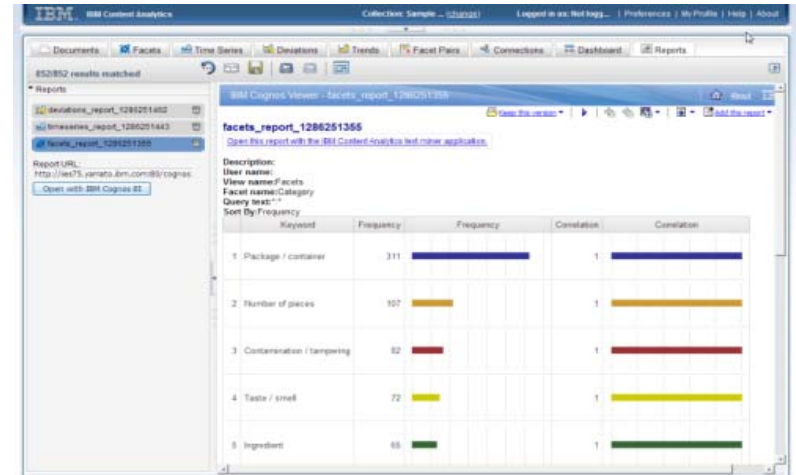 IBM. IBM Content Analytics Collection: Sample ... (change) Logged in as: Not logg... | Preferences | My Profile | Help | About
Documents Facets Time Series Deviations Trends Facet Pairs Connections Dashboard Reports
852/852 results matched
Reports
deviations_report_1286251402
timeseries_report_1286251443
facets_report_1286251355
Report URL:
http://ies75.yamato.ibm.com:80/cognos
Open with IBM Cognos 8I
IBM Cognos Viewer - facets_report_1286251355 About
Keep this version Add this report
facets_report_1286251355
Open this report with the IBM Content Analytics text miner application.
Description:
User name:
View name:Facets
Facet name:Category
Query text:"*"
Sort By:Frequency
Keyword Frequency Frequency Correlation Correlation
1 Package / container 311 1
2 Number of pieces 107 1
3 Contamination / tampering 82 1
4 Taste / smell 72 1
5 Ingredient 65 1